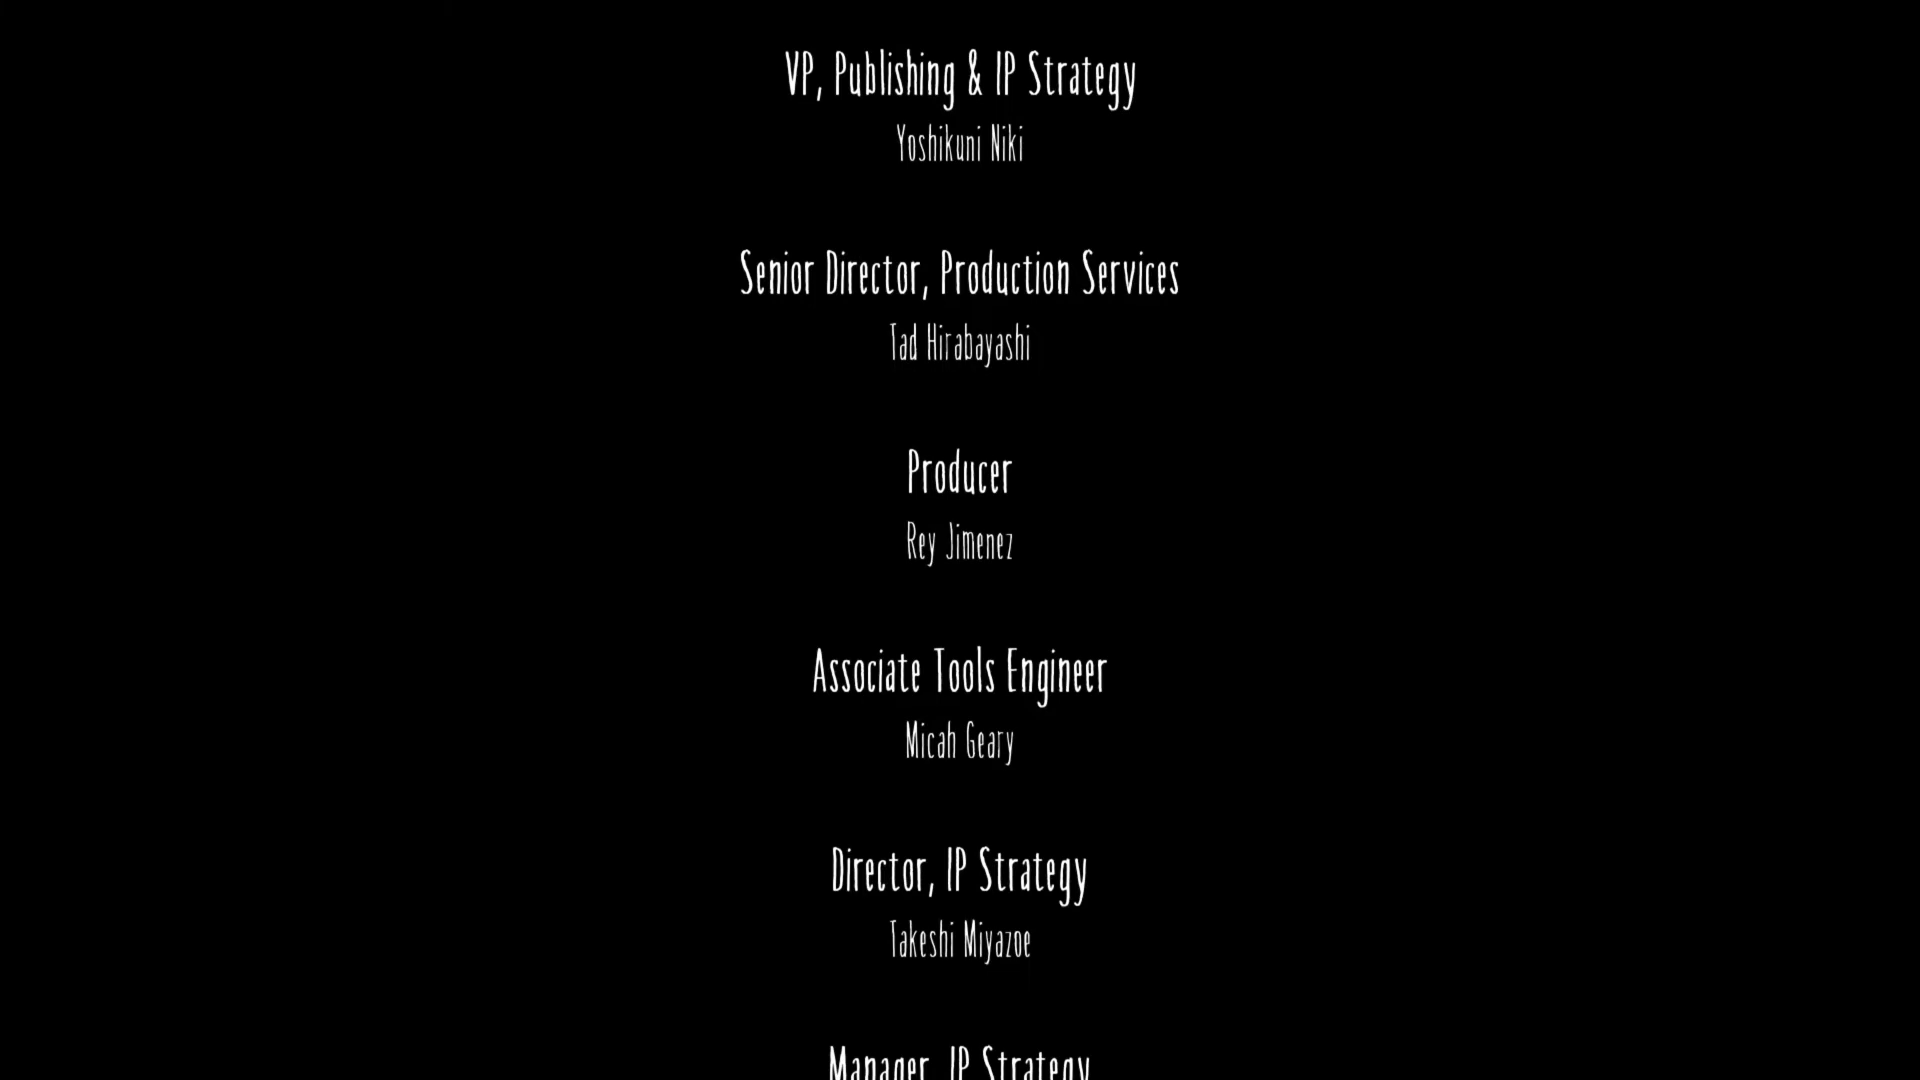 VP, Publishing & IP Strategy
Yoshikuni Niki
Senior Director, Production Services
Tad Hirabayashi
Producer
Rey Jimenez
Associate Tools Engineer
Micah Geary
Director, IP Strategy
Takeshi Miyazoe
Manager, IP Strategy